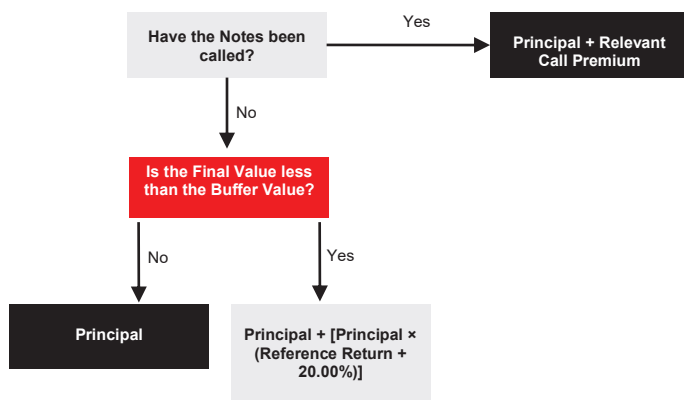 Have the Notes been
called?
Yes
Principal + Relevant
Call Premium
No
Is the Final Value less
than the Buffer Value?
No
Yes
Principal
Principal + [Principal ×
(Reference Return +
20.00%)]